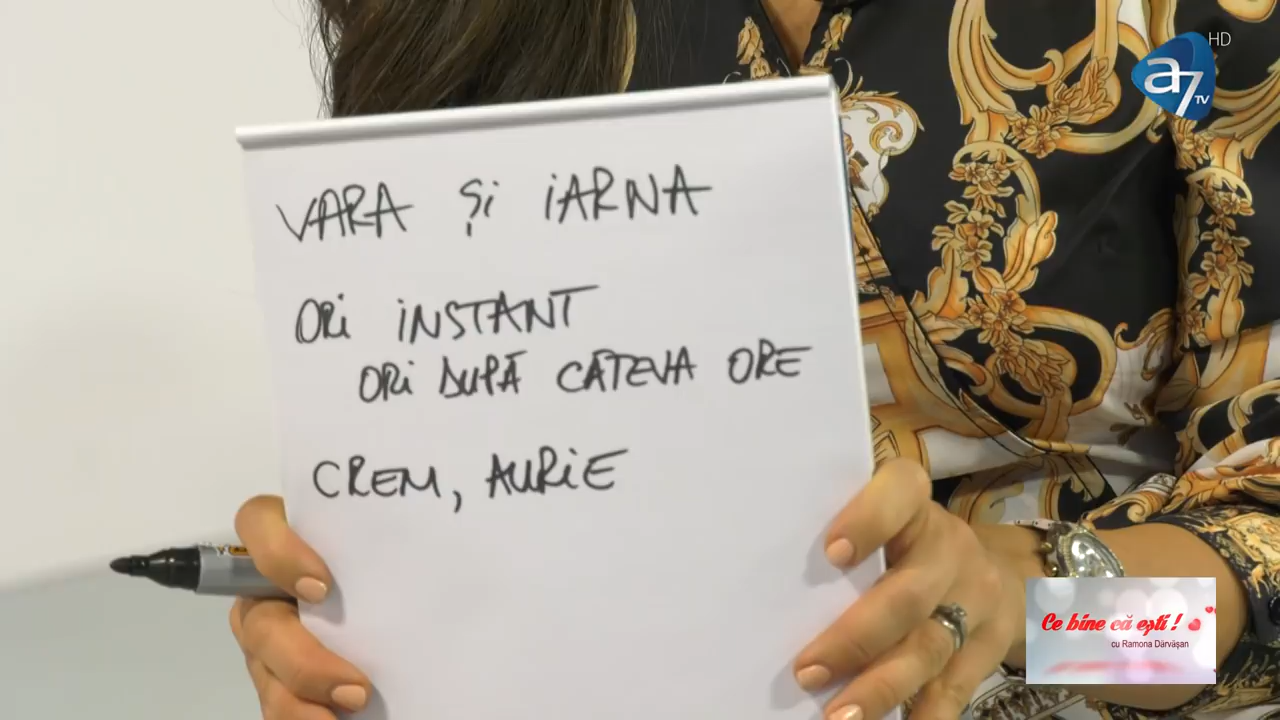 HD
a7
TV
VARA și iARNA
ORi iNSTANT
ORi DUPĂ CÂTEVA ORE
CREM, AURiE
Ce bine că ești!
cu Ramona Dărvășan